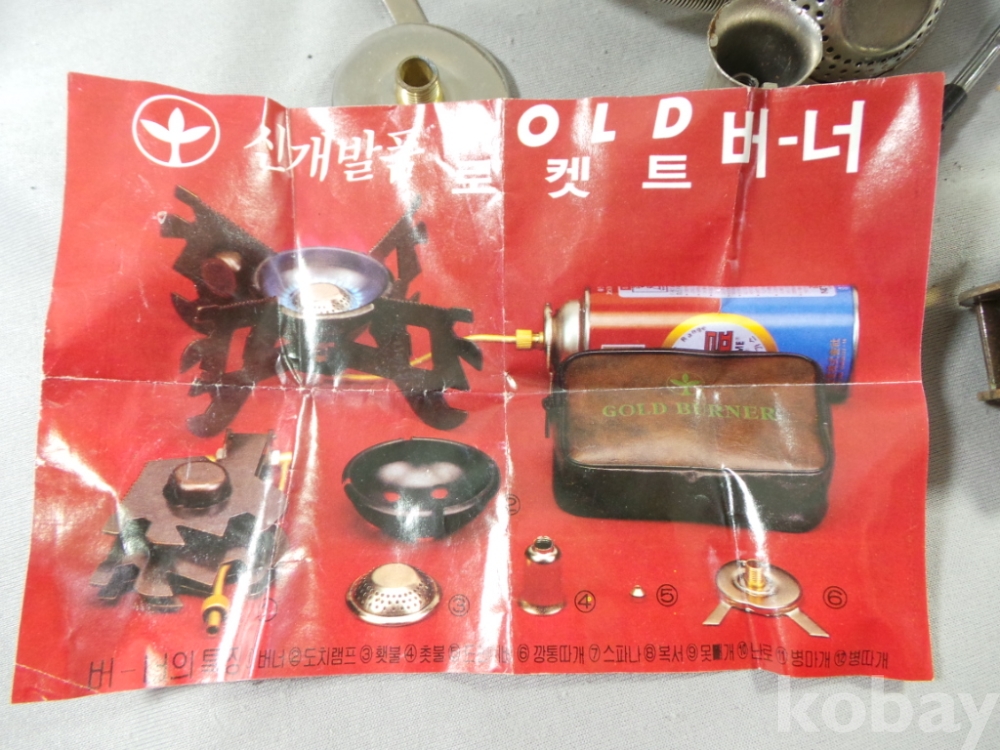 신개발품 GOLD
로켓트 버-너
GOLD BURNER
②
③ ④ ⑤ ⑥
버-너의 특징 버너 ②도치램프 ③횃불 ④촛불 ⑥깡통따개 ⑦스파나 ⑧복서 ⑨못빼개 ⑩난로 ⑪병마개 ⑫병따개
kobay